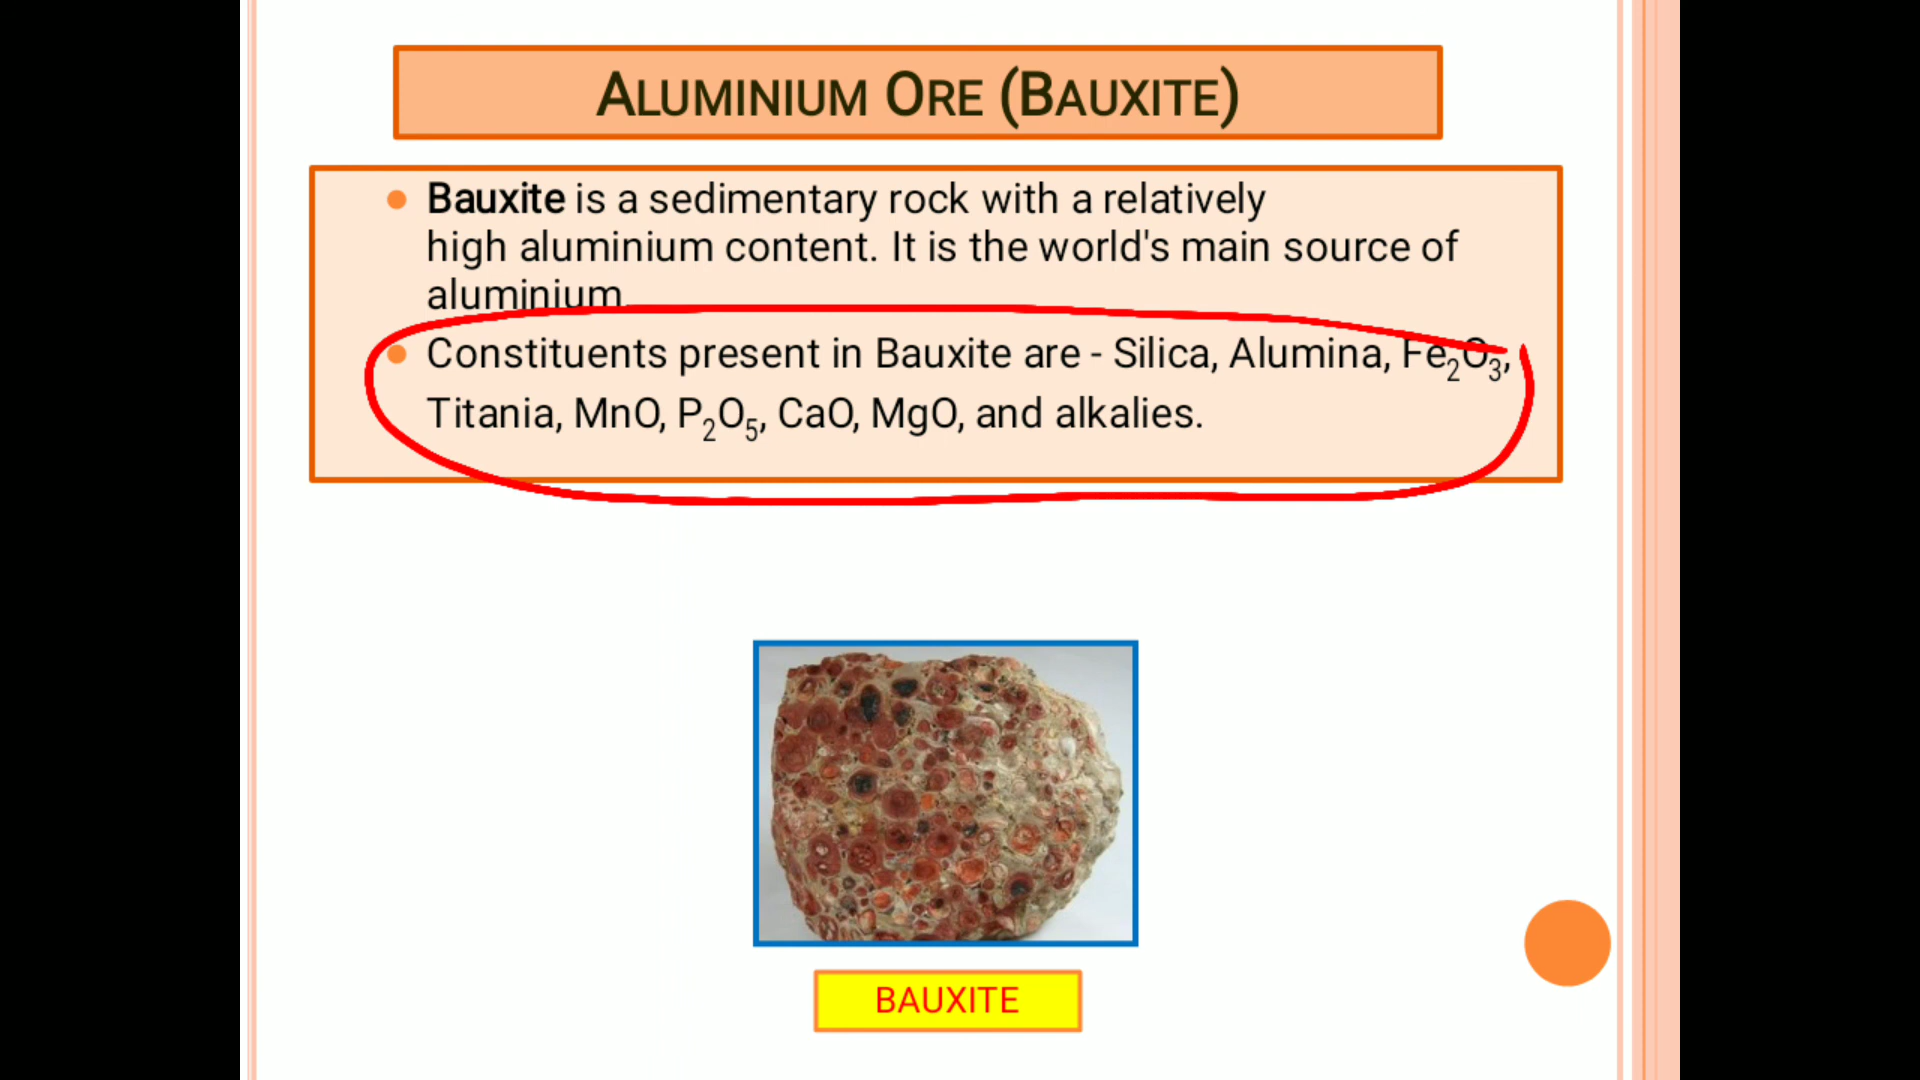 ALUMINIUM ORE (BAUXITE)
Bauxite is a sedimentary rock with a relatively
high aluminium content. It is the world's main source of
aluminium.
Constituents present in Bauxite are - Silica, Alumina, Fe₂O₃,
Titania, MnO, P₂O₅, CaO, MgO, and alkalies.
BAUXITE